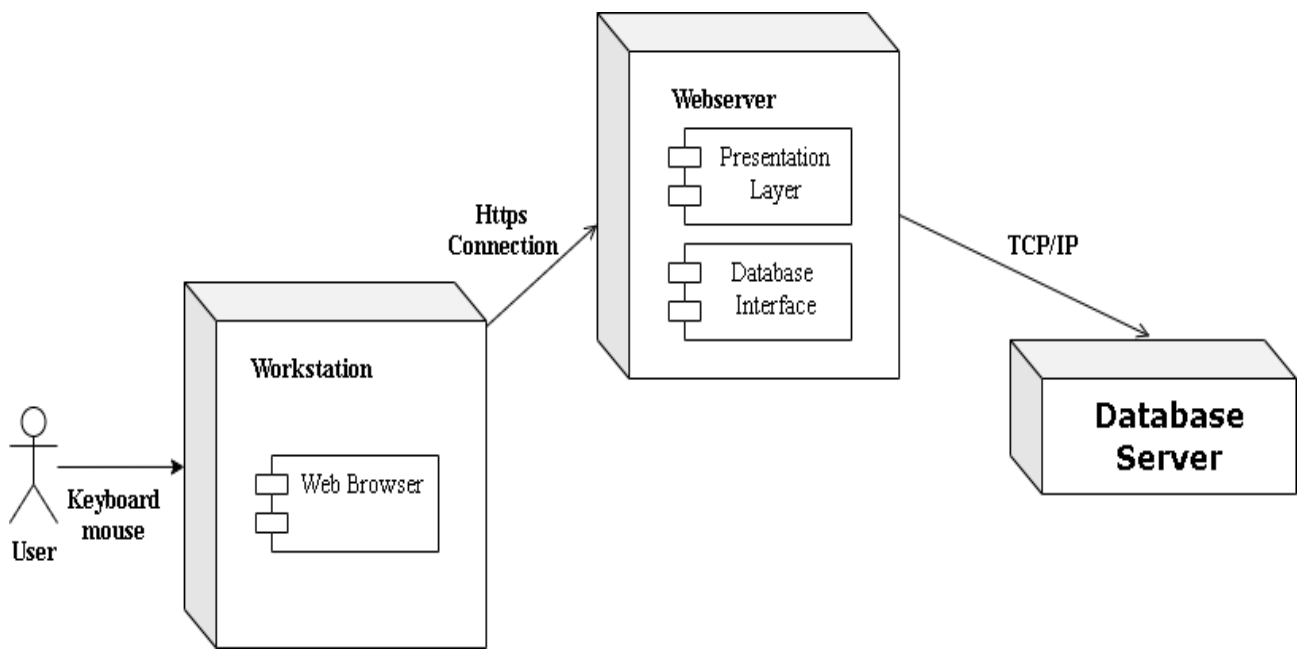 User
Keyboard
mouse
Workstation
Web Browser
Https
Connection
Webserver
Presentation
Layer
Database
Interface
TCP/IP
Database
Server